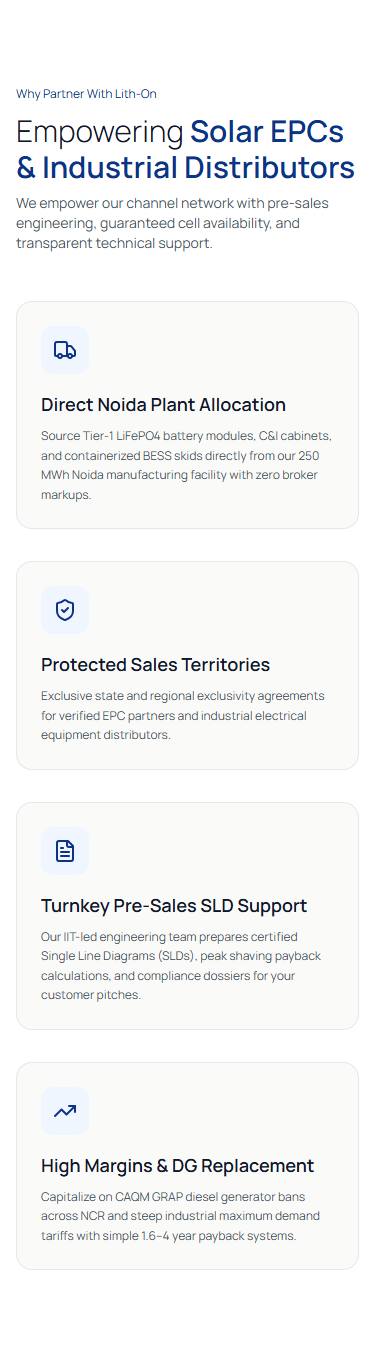 Why Partner With Lith-On
Empowering Solar EPCs
& Industrial Distributors
We empower our channel network with pre-sales
engineering, guaranteed cell availability, and
transparent technical support.
Direct Noida Plant Allocation
Source Tier-1 LiFePO4 battery modules, C&I cabinets,
and containerized BESS skids directly from our 250
MWh Noida manufacturing facility with zero broker
markups.
Protected Sales Territories
Exclusive state and regional exclusivity agreements
for verified EPC partners and industrial electrical
equipment distributors.
Turnkey Pre-Sales SLD Support
Our IIT-led engineering team prepares certified
Single Line Diagrams (SLDs), peak shaving payback
calculations, and compliance dossiers for your
customer pitches.
High Margins & DG Replacement
Capitalize on CAQM GRAP diesel generator bans
across NCR and steep industrial maximum demand
tariffs with simple 1.6–4 year payback systems.